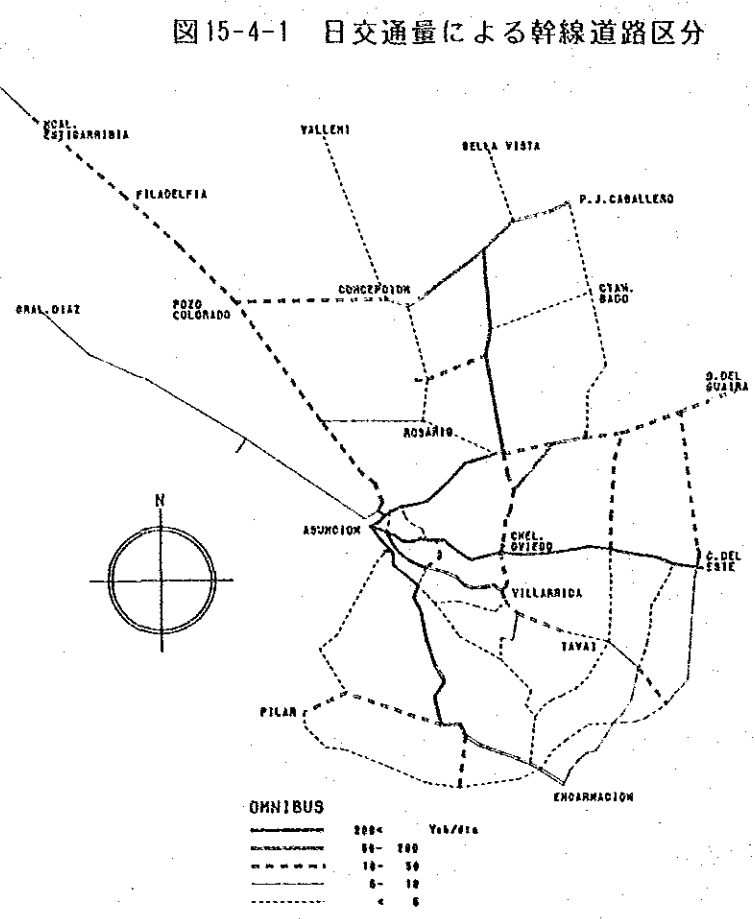 図15-4-1 日交通量による幹線道路区分
MCAL.
ESTIGARRIBIA
VALLEMI
BELLA VISTA
FILADELFIA
P.J.CABALLERO
GRAL.DIAZ
POZO
COLORADO
CONCEPCION
CTAN.
BADO
S.DEL
GUAIRA
ROSARIO
N
ASUNCION
CNEL.
OVIEDO
C.DEL
ESTE
VILLARRICA
TAVAI
PILAR
ENCARNACION
OMNIBUS
200< Veh/dia
50- 200
10- 50
5- 10
< 5